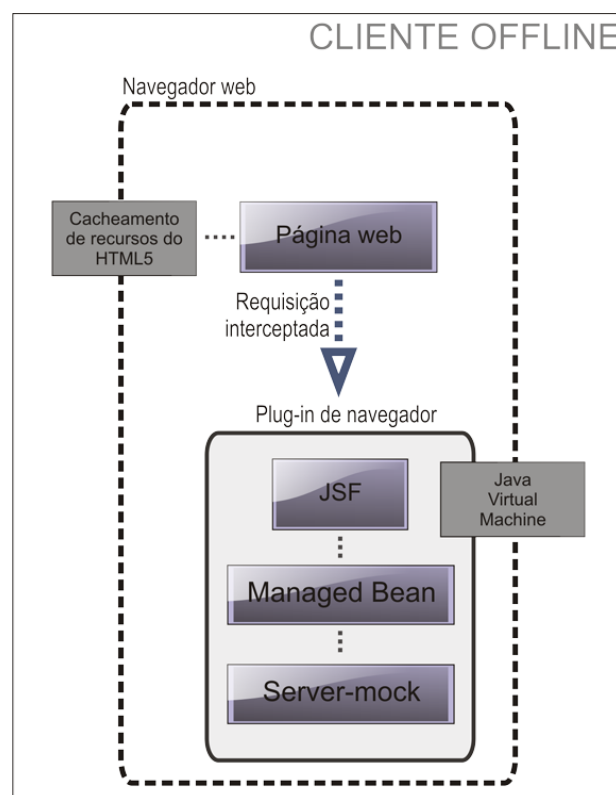 CLIENTE OFFLINE
Navegador web
Cacheamento
de recursos do
HTML5
Página web
Requisição
interceptada
Plug-in de navegador
JSF
Java
Virtual
Machine
Managed Bean
Server-mock